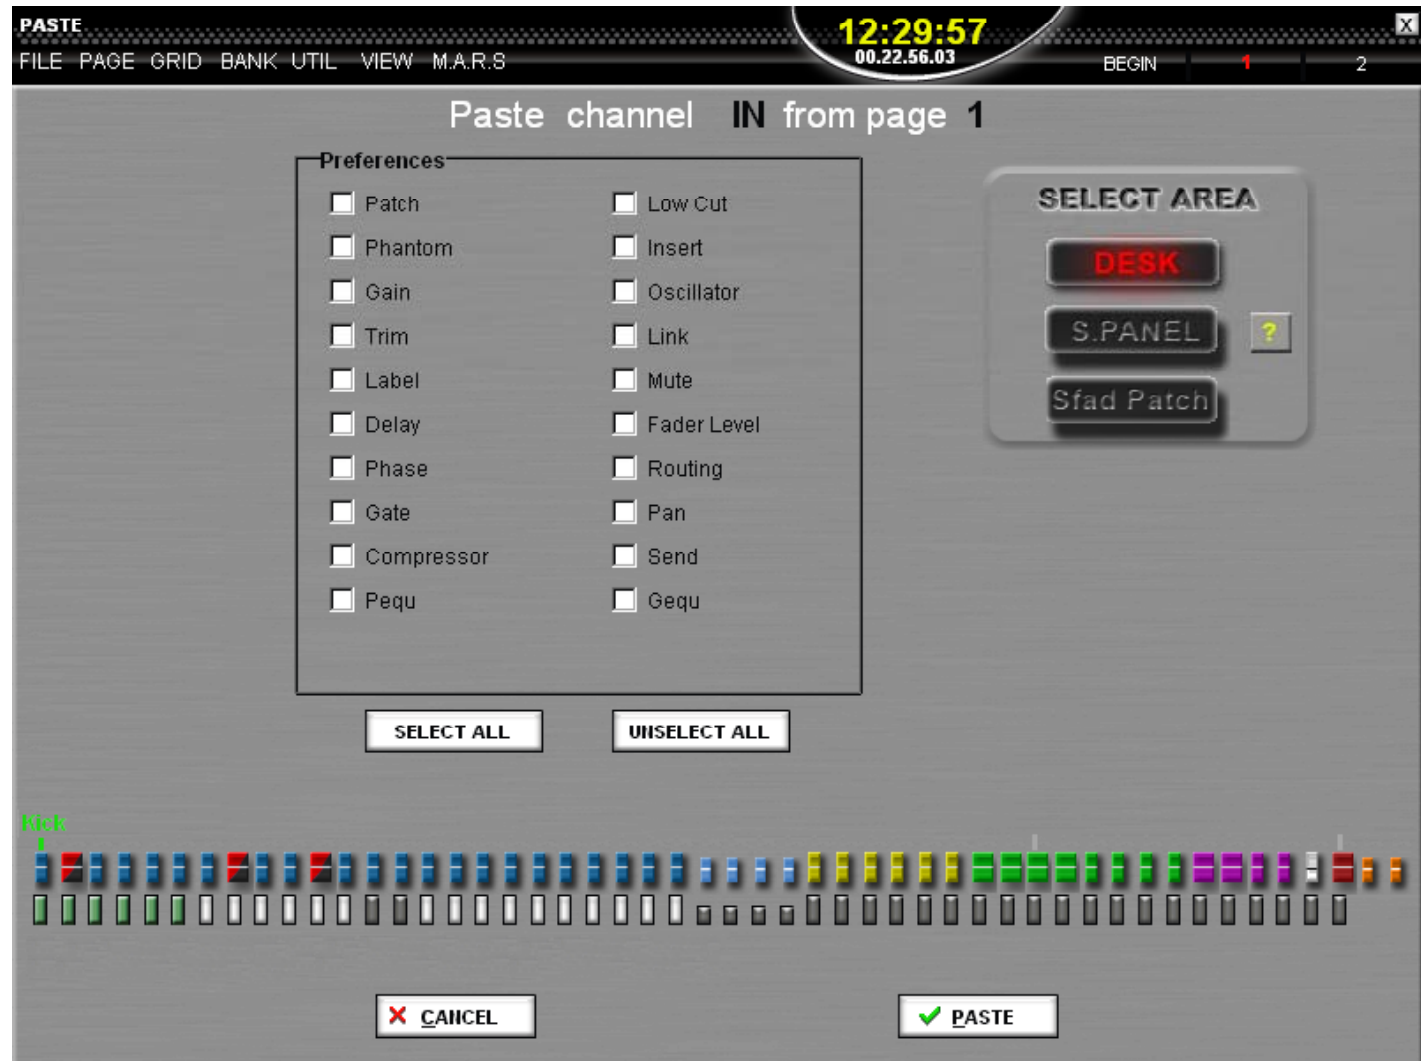 PASTE
12:29:57
X
FILE PAGE GRID BANK UTIL VIEW M.A.R.S
00.22.56.03
BEGIN 1 2
Paste channel IN from page 1
Preferences
Patch Low Cut
Phantom Insert
Gain Oscillator
Trim Link
Label Mute
Delay Fader Level
Phase Routing
Gate Pan
Compressor Send
Pequ Gequ
SELECT ALL UNSELECT ALL
SELECT AREA
DESK
S.PANEL ?
Sfad Patch
Kick
CANCEL PASTE